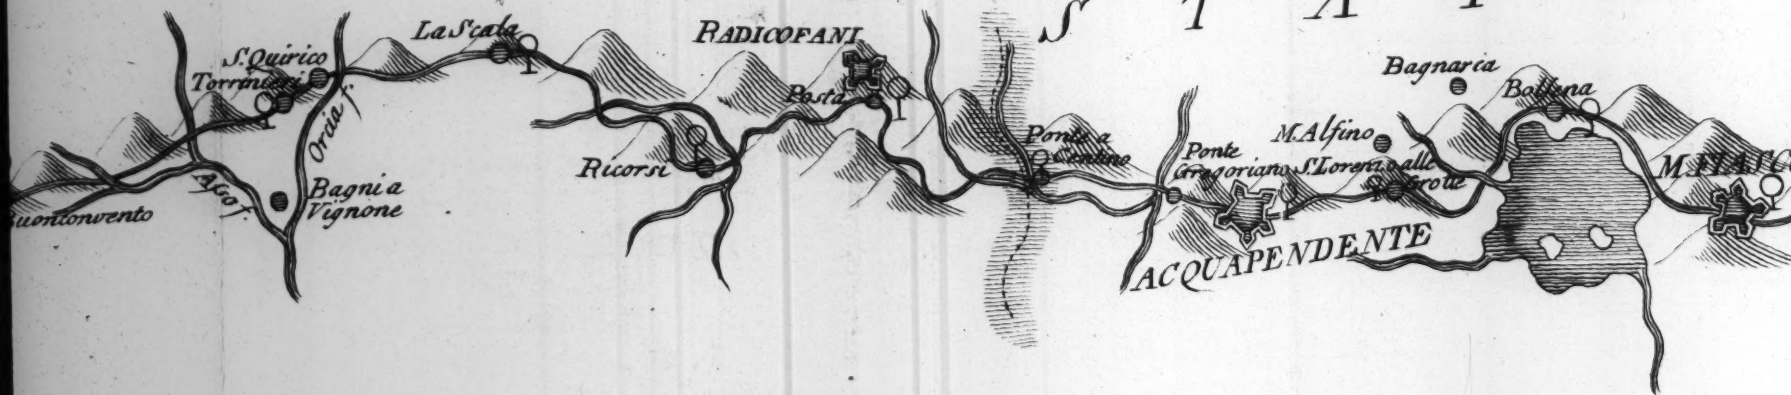 S T A T
La Scala
RADICOFANI
S. Quirico
Torrinieri
Orcia f.
Posta
Bagnarea
Bolsena
Ponte a
Centino
M. Alfino
Ponte
Gregoriano
S. Lorenzo alle
Grotte
Ricorsi
M. FIASC
Bagni a
Vignone
Buonconvento
ACQUAPENDENTE